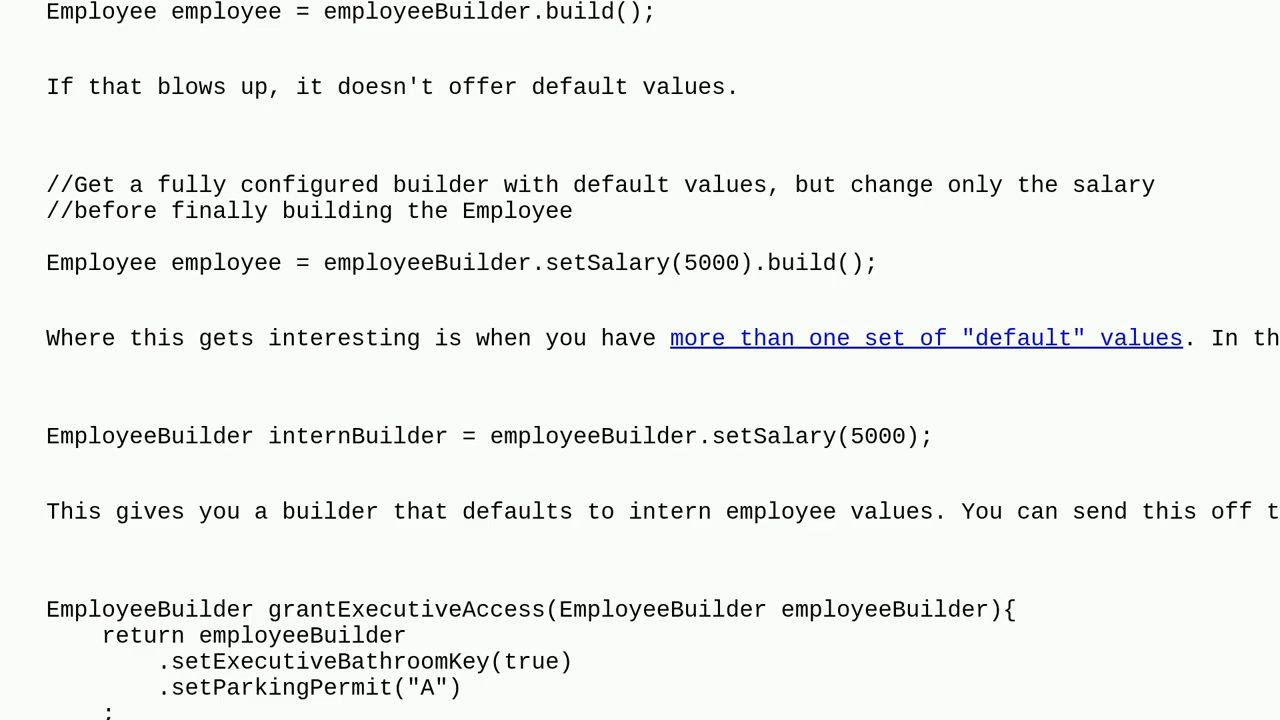 Employee employee = employeeBuilder.build();
If that blows up, it doesn't offer default values.
//Get a fully configured builder with default values, but change only the salary
//before finally building the Employee
Employee employee = employeeBuilder.setSalary(5000).build();
Where this gets interesting is when you have more than one set of "default" values. In th
EmployeeBuilder internBuilder = employeeBuilder.setSalary(5000);
This gives you a builder that defaults to intern employee values. You can send this off t
EmployeeBuilder grantExecutiveAccess(EmployeeBuilder employeeBuilder){
    return employeeBuilder
        .setExecutiveBathroomKey(true)
        .setParkingPermit("A")
    ;